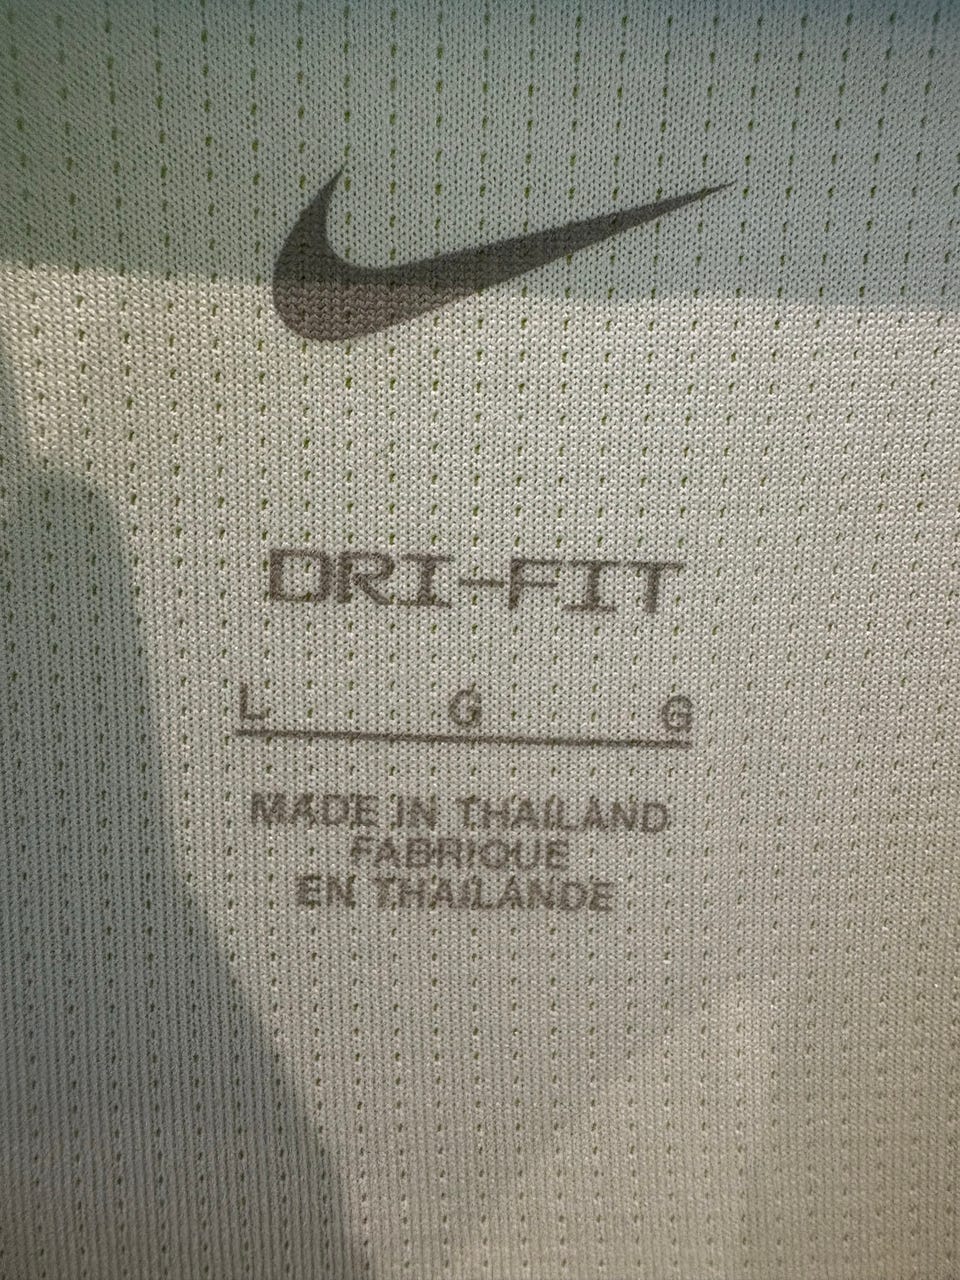 DRI-FIT
L G G
MADE IN THAILAND
FABRIQUE
EN THAILANDE